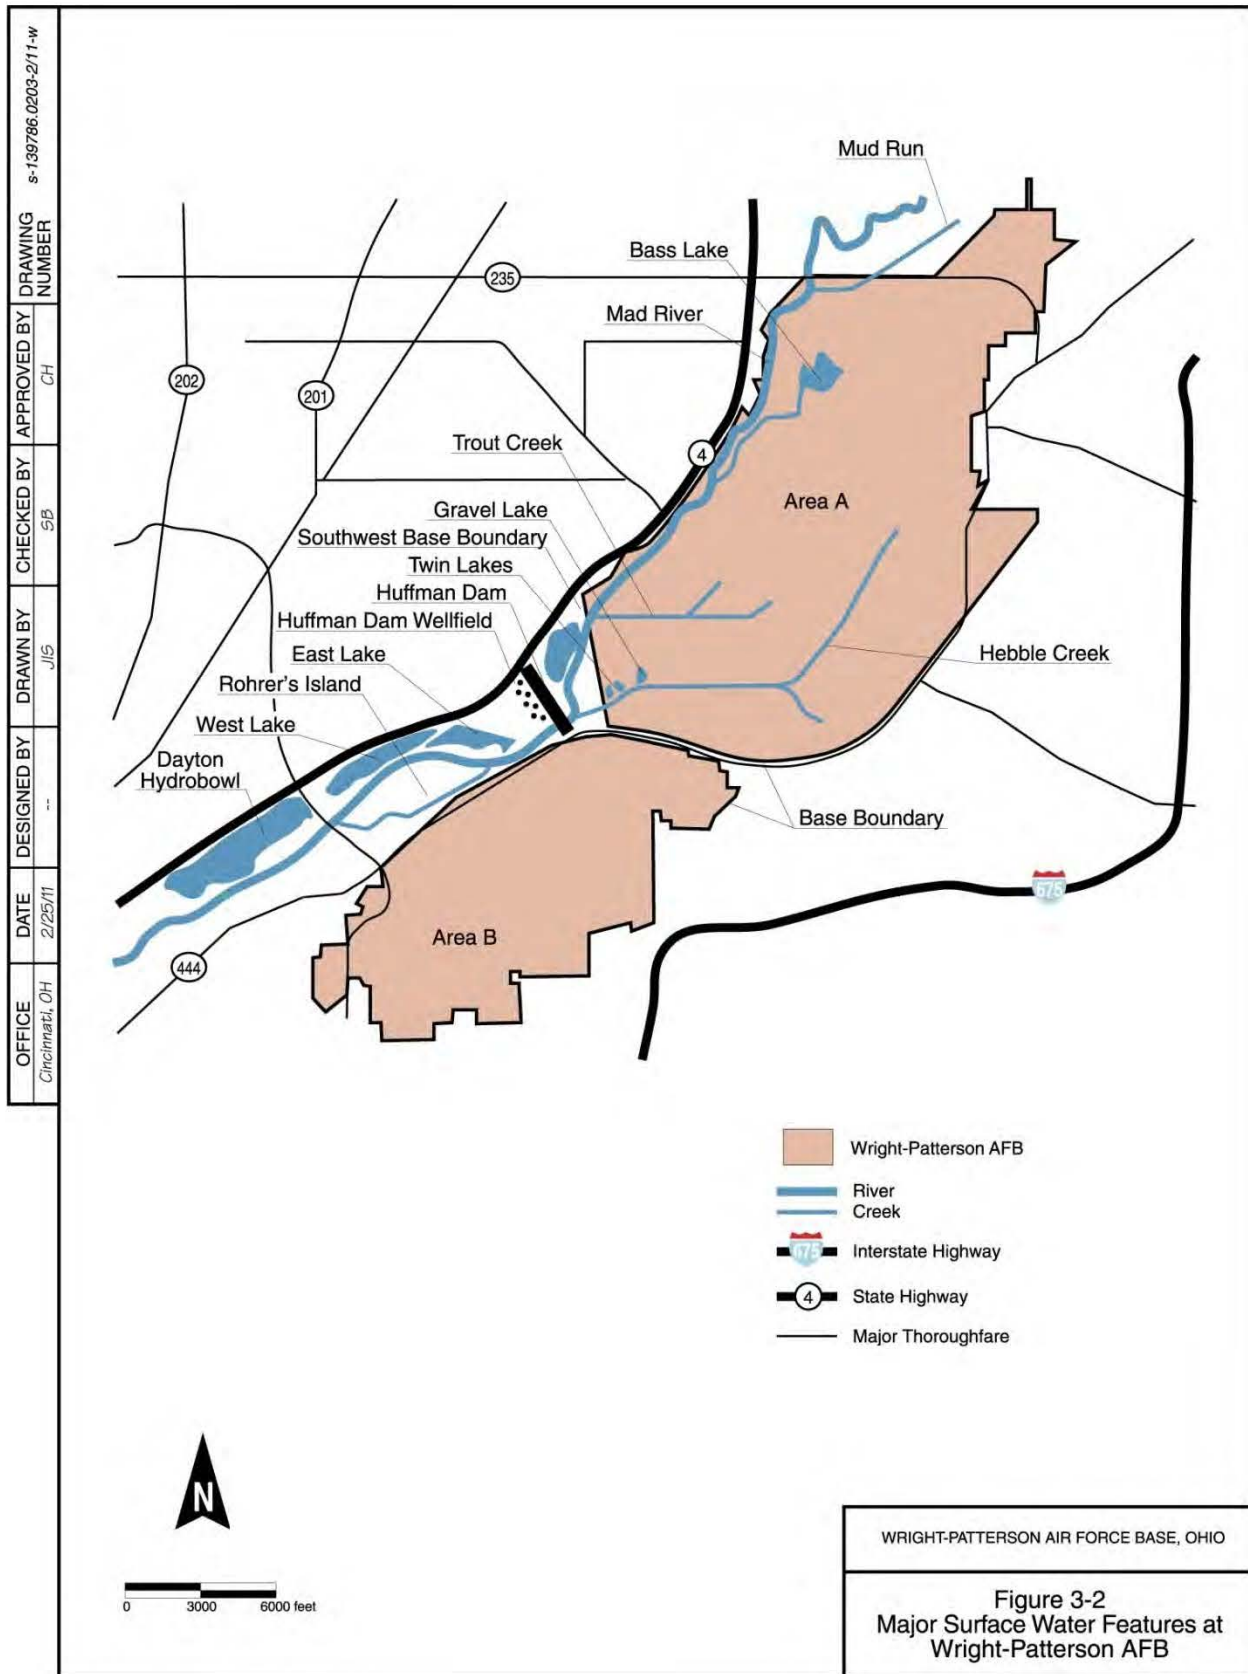 s-139786.0203-2/11-w
DRAWING
NUMBER
APPROVED BY
CH
CHECKED BY
SB
DRAWN BY
JIS
DESIGNED BY
--
DATE
2/25/11
OFFICE
Cincinnati, OH
Mud Run
Bass Lake
235
Mad River
202
201
Trout Creek
4
Gravel Lake
Area A
Southwest Base Boundary
Twin Lakes
Huffman Dam
Huffman Dam Wellfield
East Lake
Hebble Creek
Rohrer's Island
West Lake
Dayton
Hydrobowl
Base Boundary
675
Area B
444
Wright-Patterson AFB
River
Creek
675
Interstate Highway
4
State Highway
Major Thoroughfare
N
0 3000 6000 feet
WRIGHT-PATTERSON AIR FORCE BASE, OHIO
Figure 3-2
Major Surface Water Features at
Wright-Patterson AFB